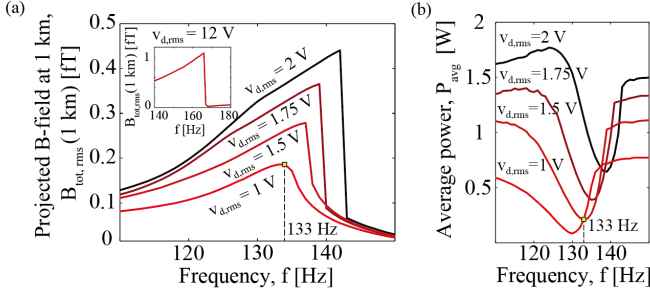 (a)
Projected B-field at 1 km,
B_tot, rms (1 km) [fT]
0.5
0.4
0.3
0.2
0.1
0
v_d,rms = 12 V
B_tot,rms(1 km) [fT]
1
0
140
160
180
f [Hz]
v_d,rms = 2 V
v_d,rms = 1.75 V
v_d,rms = 1.5 V
v_d,rms = 1 V
133 Hz
120
130
140
Frequency, f [Hz]
(b)
Average power, P_avg [W]
2
1.5
1
0.5
v_d,rms = 2 V
v_d,rms = 1.75 V
v_d,rms = 1.5 V
v_d,rms = 1 V
133 Hz
120
130
140
Frequency, f [Hz]